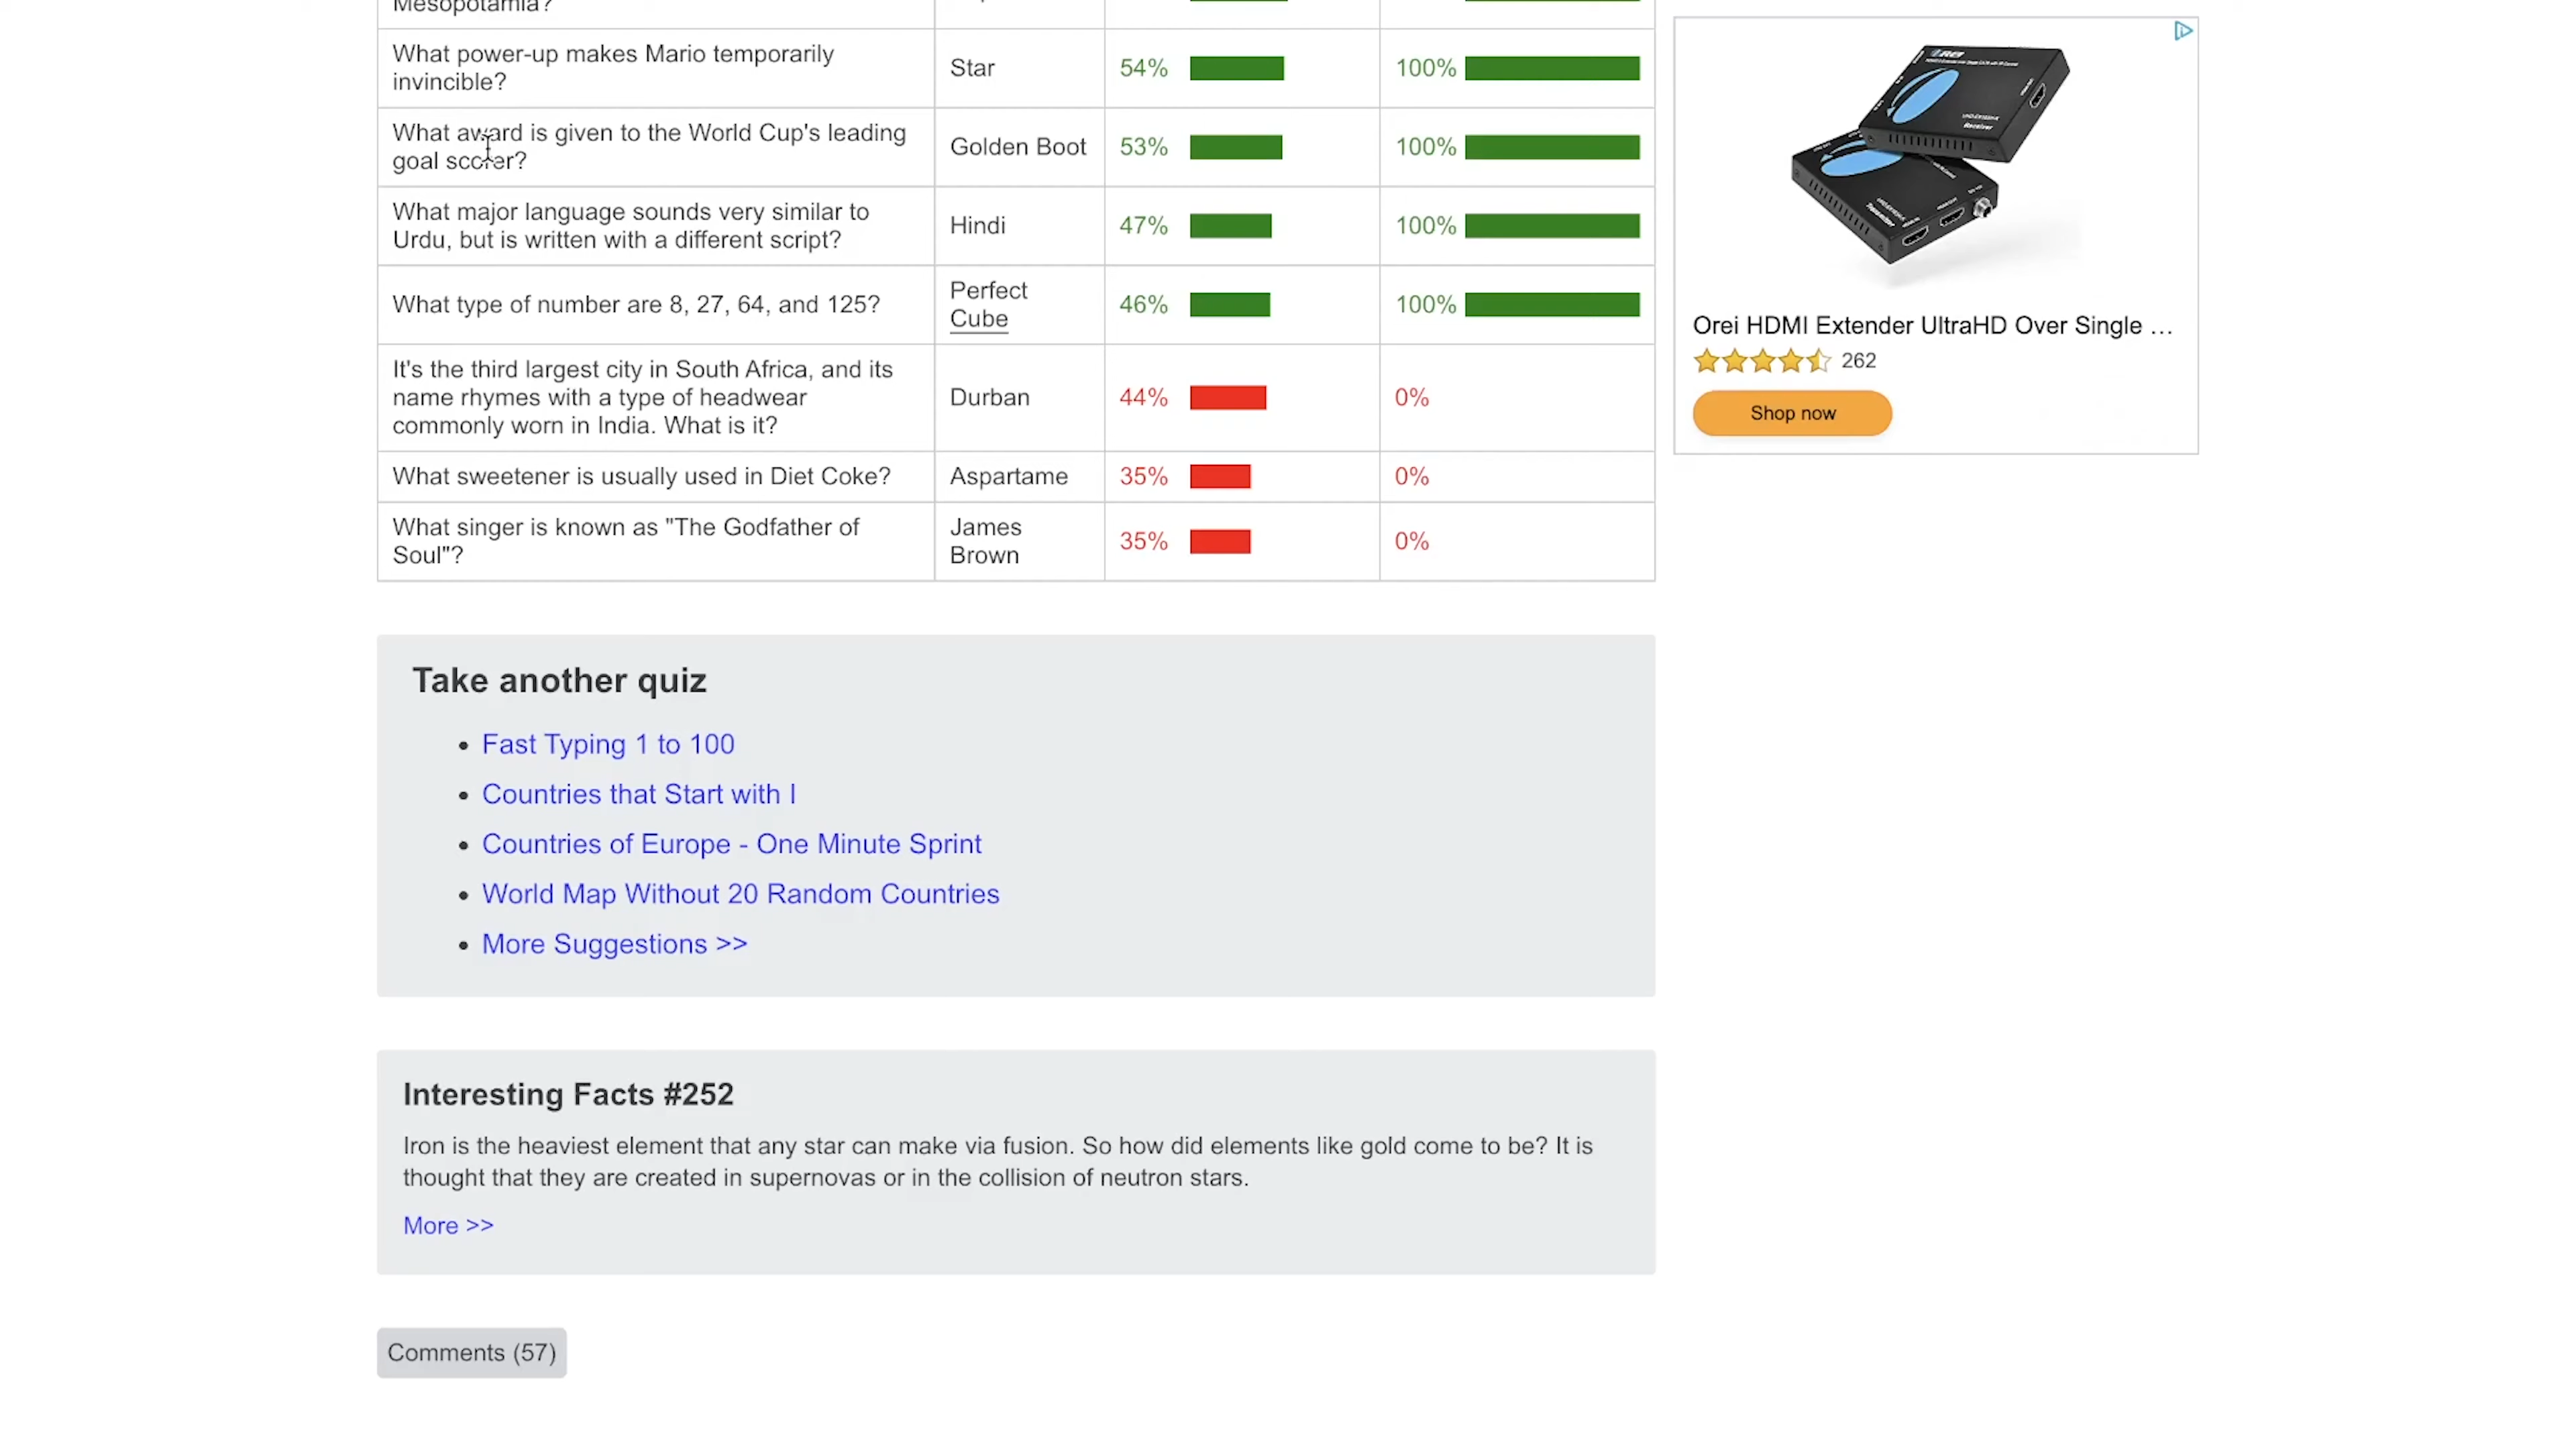 Mesopotamia?
What power-up makes Mario temporarily
invincible?
Star
54%
100%
What award is given to the World Cup's leading
goal scorer?
Golden Boot
53%
100%
What major language sounds very similar to
Urdu, but is written with a different script?
Hindi
47%
100%
What type of number are 8, 27, 64, and 125?
Perfect
Cube
46%
100%
It's the third largest city in South Africa, and its
name rhymes with a type of headwear
commonly worn in India. What is it?
Durban
44%
0%
What sweetener is usually used in Diet Coke?
Aspartame
35%
0%
What singer is known as "The Godfather of
Soul"?
James
Brown
35%
0%
Take another quiz
Fast Typing 1 to 100
Countries that Start with I
Countries of Europe - One Minute Sprint
World Map Without 20 Random Countries
More Suggestions >>
Interesting Facts #252
Iron is the heaviest element that any star can make via fusion. So how did elements like gold come to be? It is
thought that they are created in supernovas or in the collision of neutron stars.
More >>
Comments (57)
Receiver
Transmitter
Orei HDMI Extender UltraHD Over Single ...
262
Shop now